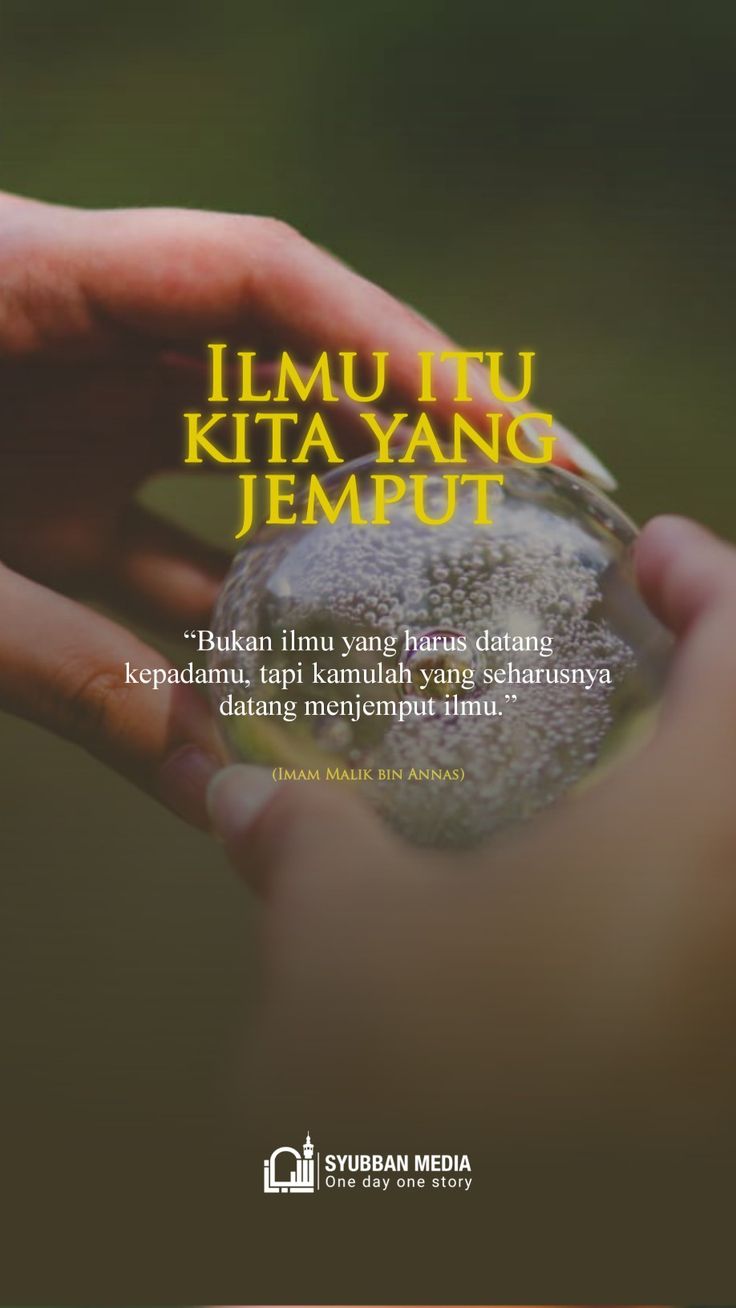 Ilmu itu
kita yang
jemput
“Bukan ilmu yang harus datang
kepadamu, tapi kamulah yang seharusnya
datang menjemput ilmu.”
(Imam Malik bin Annas)
SYUBBAN MEDIA
One day one story